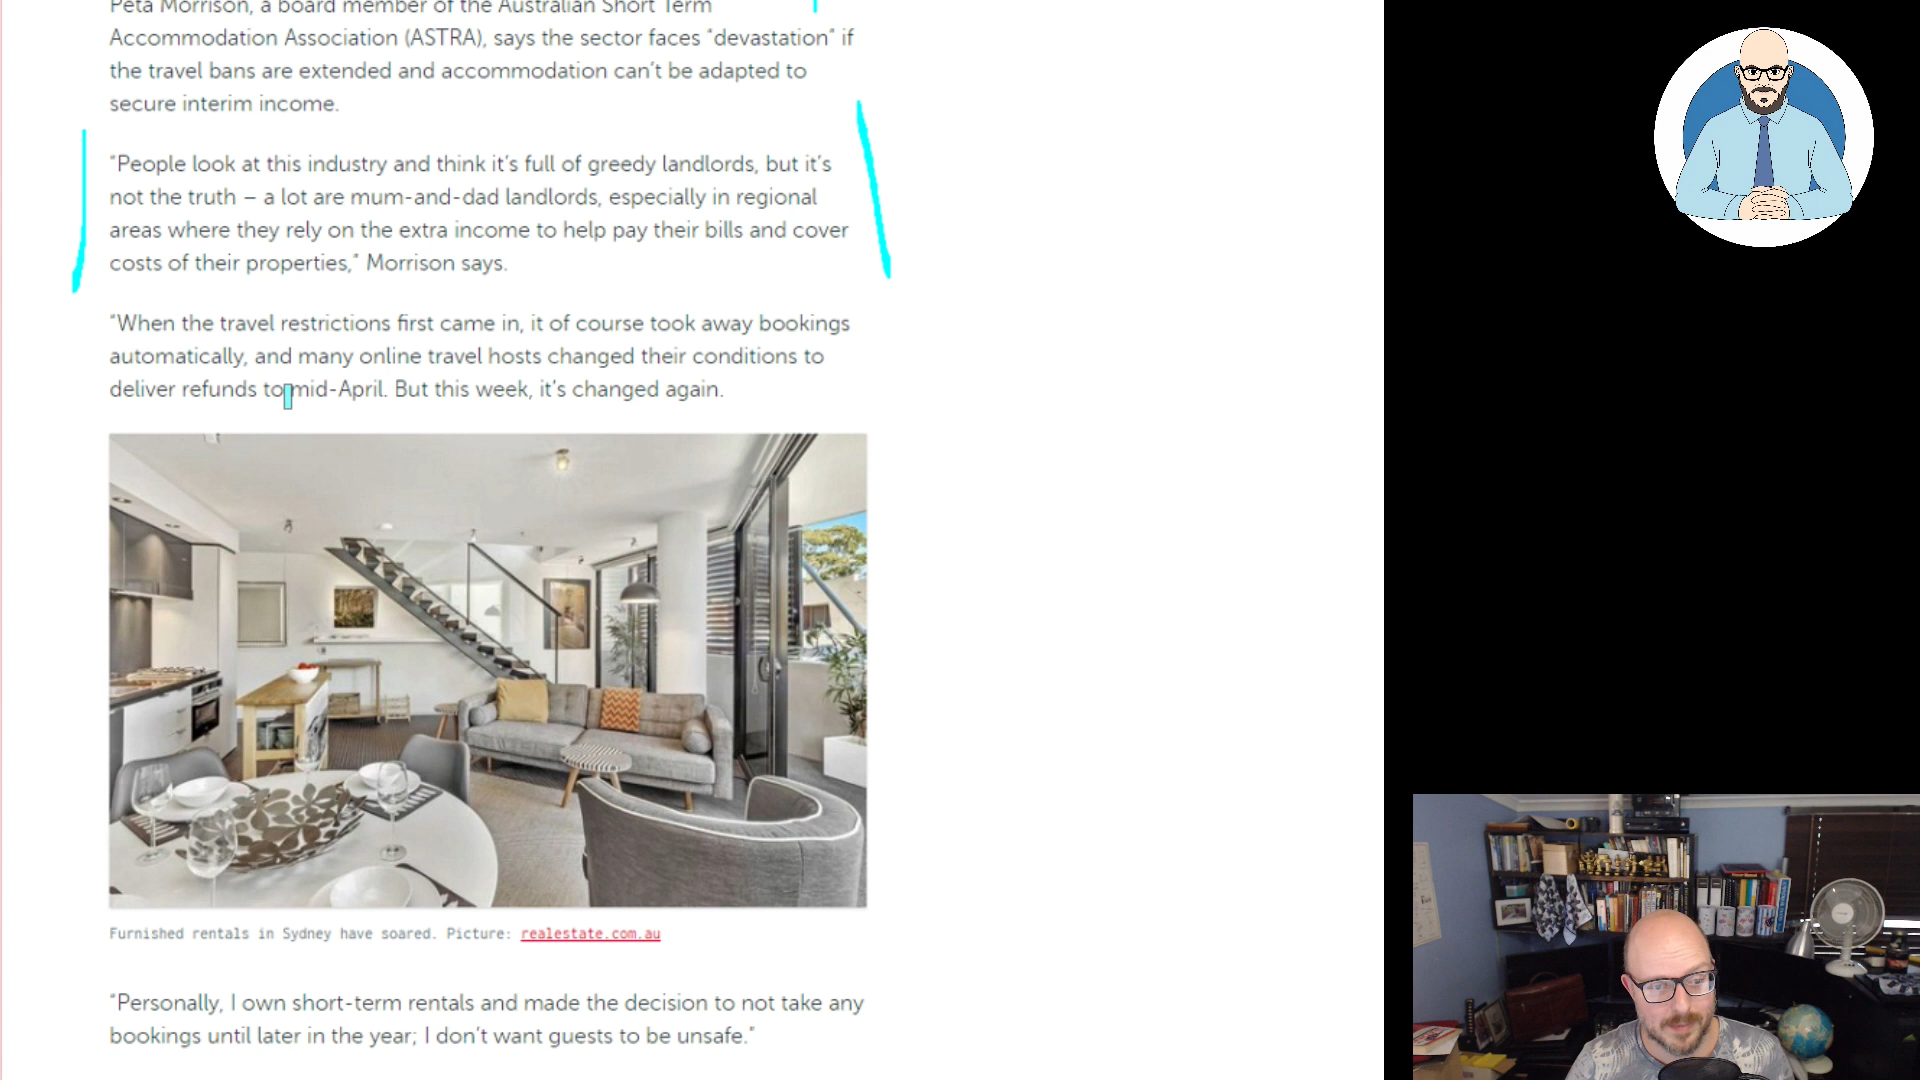 Peta Morrison, a board member of the Australian Short Term
Accommodation Association (ASTRA), says the sector faces “devastation” if
the travel bans are extended and accommodation can’t be adapted to
secure interim income.
“People look at this industry and think it’s full of greedy landlords, but it’s
not the truth – a lot are mum-and-dad landlords, especially in regional
areas where they rely on the extra income to help pay their bills and cover
costs of their properties,” Morrison says.
“When the travel restrictions first came in, it of course took away bookings
automatically, and many online travel hosts changed their conditions to
deliver refunds to mid-April. But this week, it’s changed again.
Furnished rentals in Sydney have soared. Picture: realestate.com.au
“Personally, I own short-term rentals and made the decision to not take any
bookings until later in the year; I don’t want guests to be unsafe.”